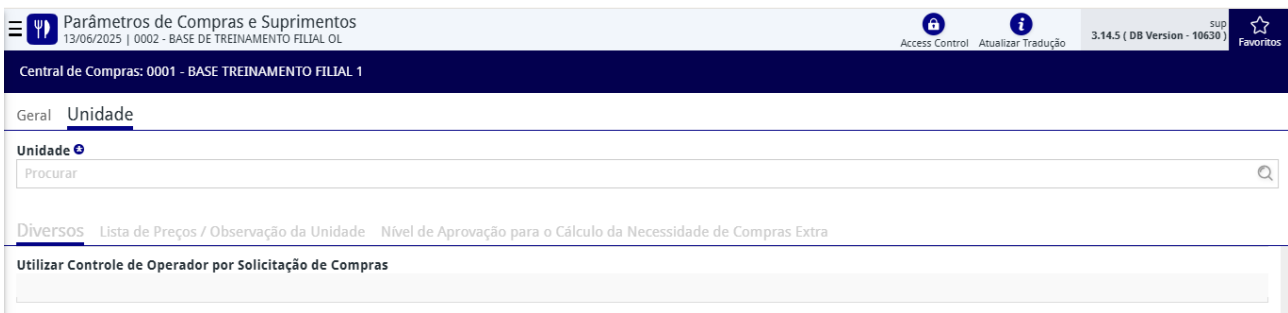 Parâmetros de Compras e Suprimentos
13/06/2025 | 0002 - BASE DE TREINAMENTO FILIAL OL
Access Control
Atualizar Tradução
sup
3.14.5 ( DB Version - 10630 )
Favoritos
Central de Compras: 0001 - BASE TREINAMENTO FILIAL 1
Geral Unidade
Unidade
Procurar
Diversos Lista de Preços / Observação da Unidade Nível de Aprovação para o Cálculo da Necessidade de Compras Extra
Utilizar Controle de Operador por Solicitação de Compras